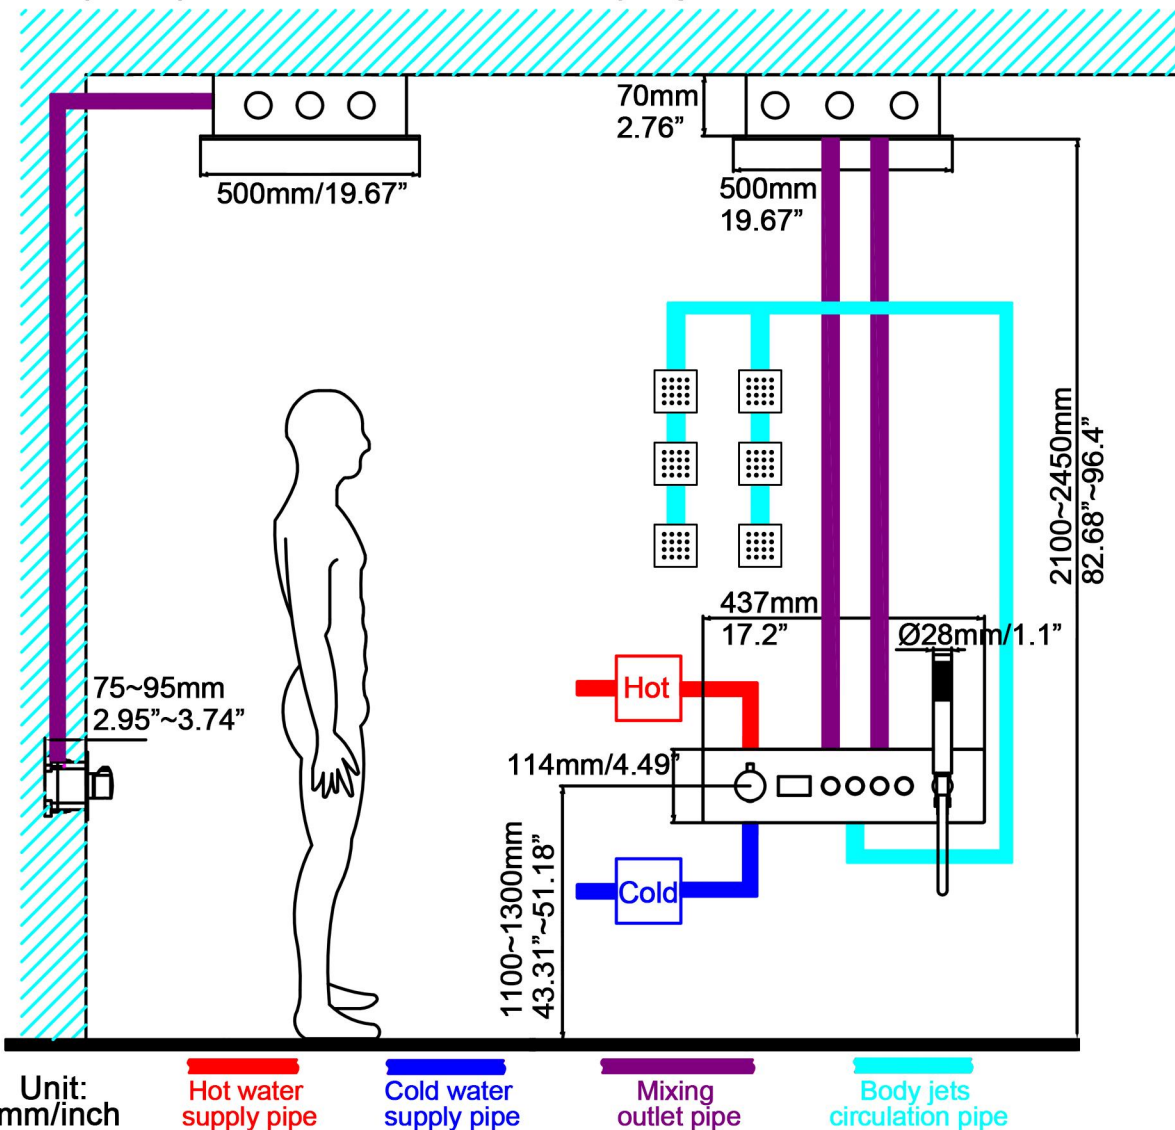 70mm
2.76”
500mm/19.67”
500mm
19.67”
2100~2450mm
82.68”~96.4”
437mm
17.2”
Ø28mm/1.1”
Hot
75~95mm
2.95”~3.74”
114mm/4.49”
Cold
1100~1300mm
43.31”~51.18”
Unit:
mm/inch
Hot water
supply pipe
Cold water
supply pipe
Mixing
outlet pipe
Body jets
circulation pipe